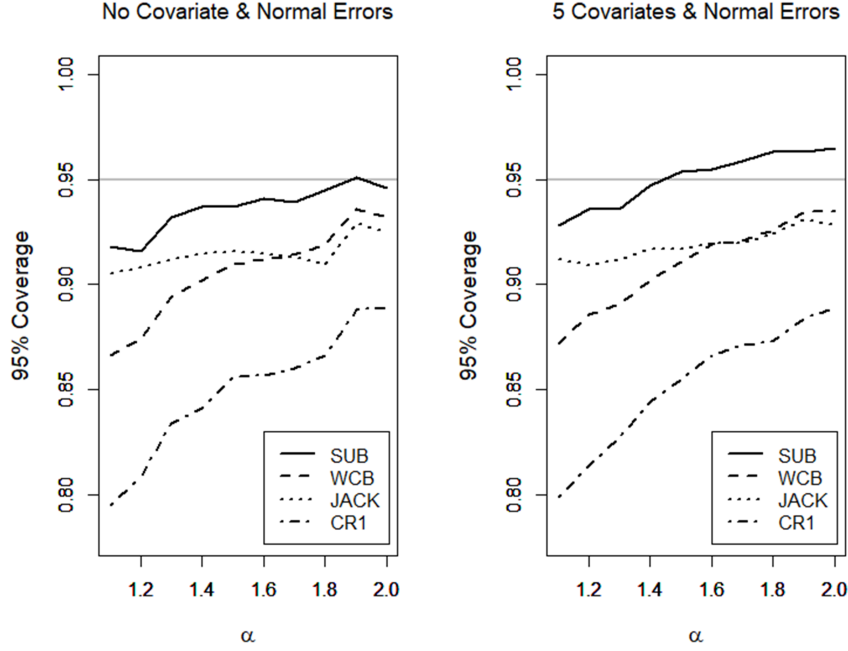 No Covariate & Normal Errors
95% Coverage
1.00
0.95
0.90
0.85
0.80
SUB
WCB
JACK
CR1
1.2
1.4
1.6
1.8
2.0
α
5 Covariates & Normal Errors
95% Coverage
1.00
0.95
0.90
0.85
0.80
SUB
WCB
JACK
CR1
1.2
1.4
1.6
1.8
2.0
α